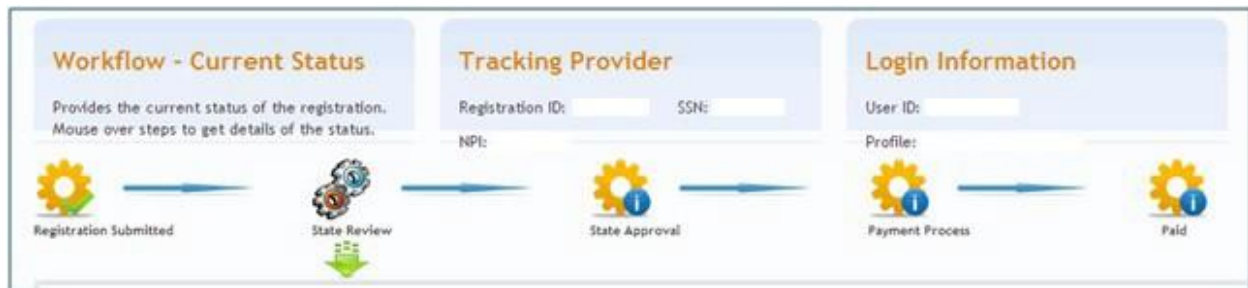 Workflow - Current Status
Provides the current status of the registration.
Mouse over steps to get details of the status.
Tracking Provider
Registration ID: SSN:
NPI:
Login Information
User ID:
Profile:
Registration Submitted
State Review
State Approval
Payment Process
Paid